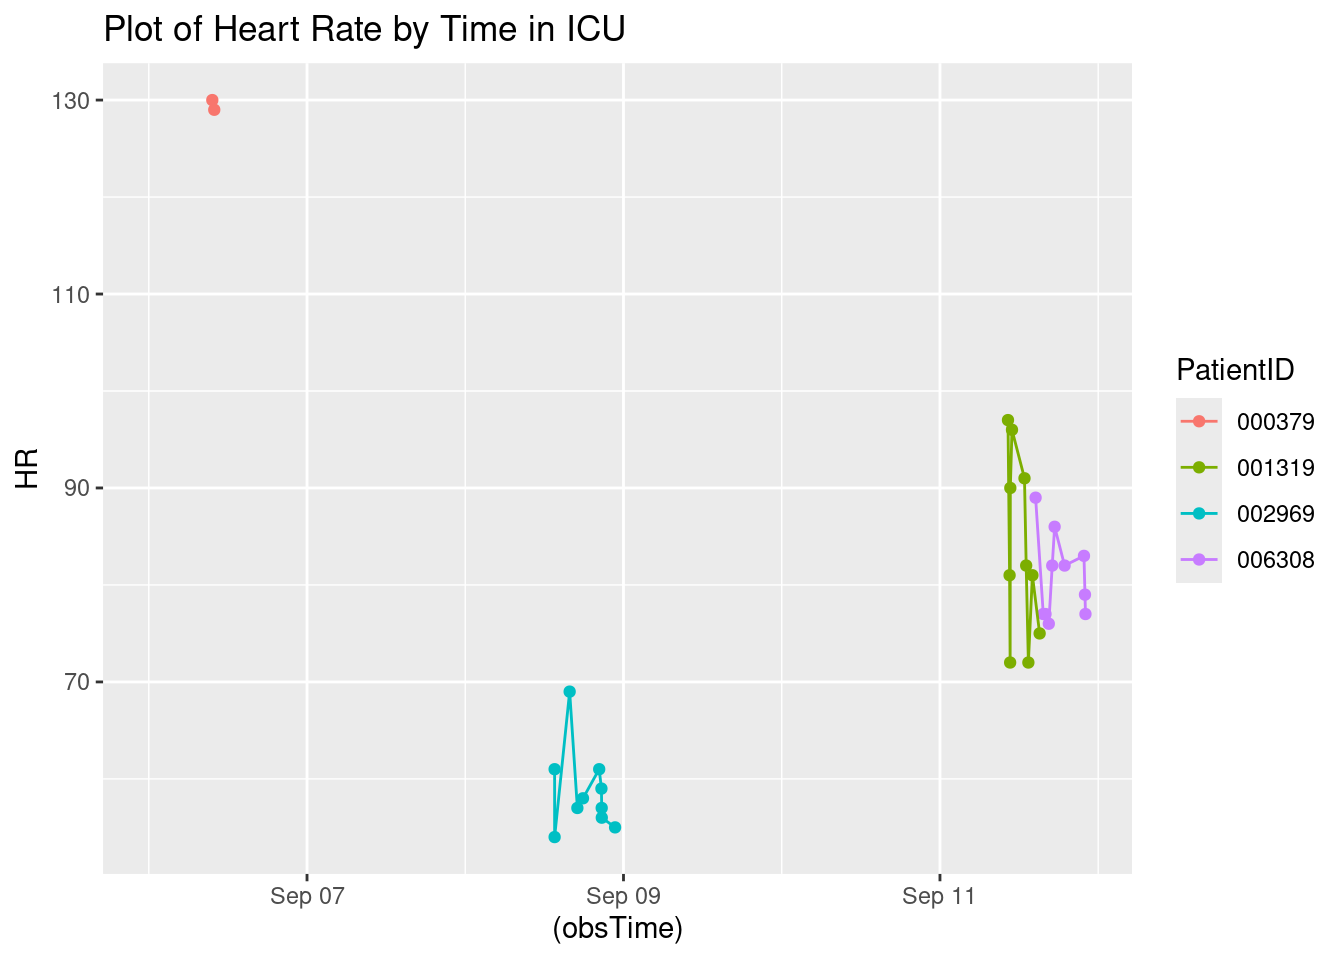 Plot of Heart Rate by Time in ICU
130
110
90
70
HR
Sep 07
Sep 09
Sep 11
(obsTime)
PatientID
000379
001319
002969
006308